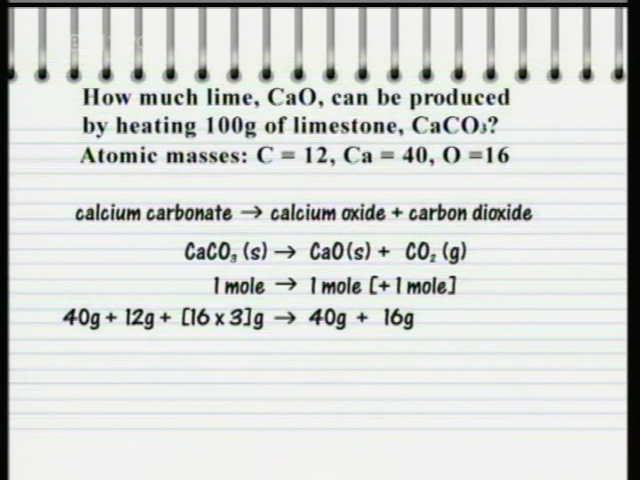 How much lime, CaO, can be produced
by heating 100g of limestone, CaCO₃?
Atomic masses: C = 12, Ca = 40, O =16
calcium carbonate → calcium oxide + carbon dioxide
CaCO₃ (s) → CaO(s) + CO₂ (g)
1 mole → 1 mole [+ 1 mole]
40g + 12g + [16 x 3]g → 40g + 16g